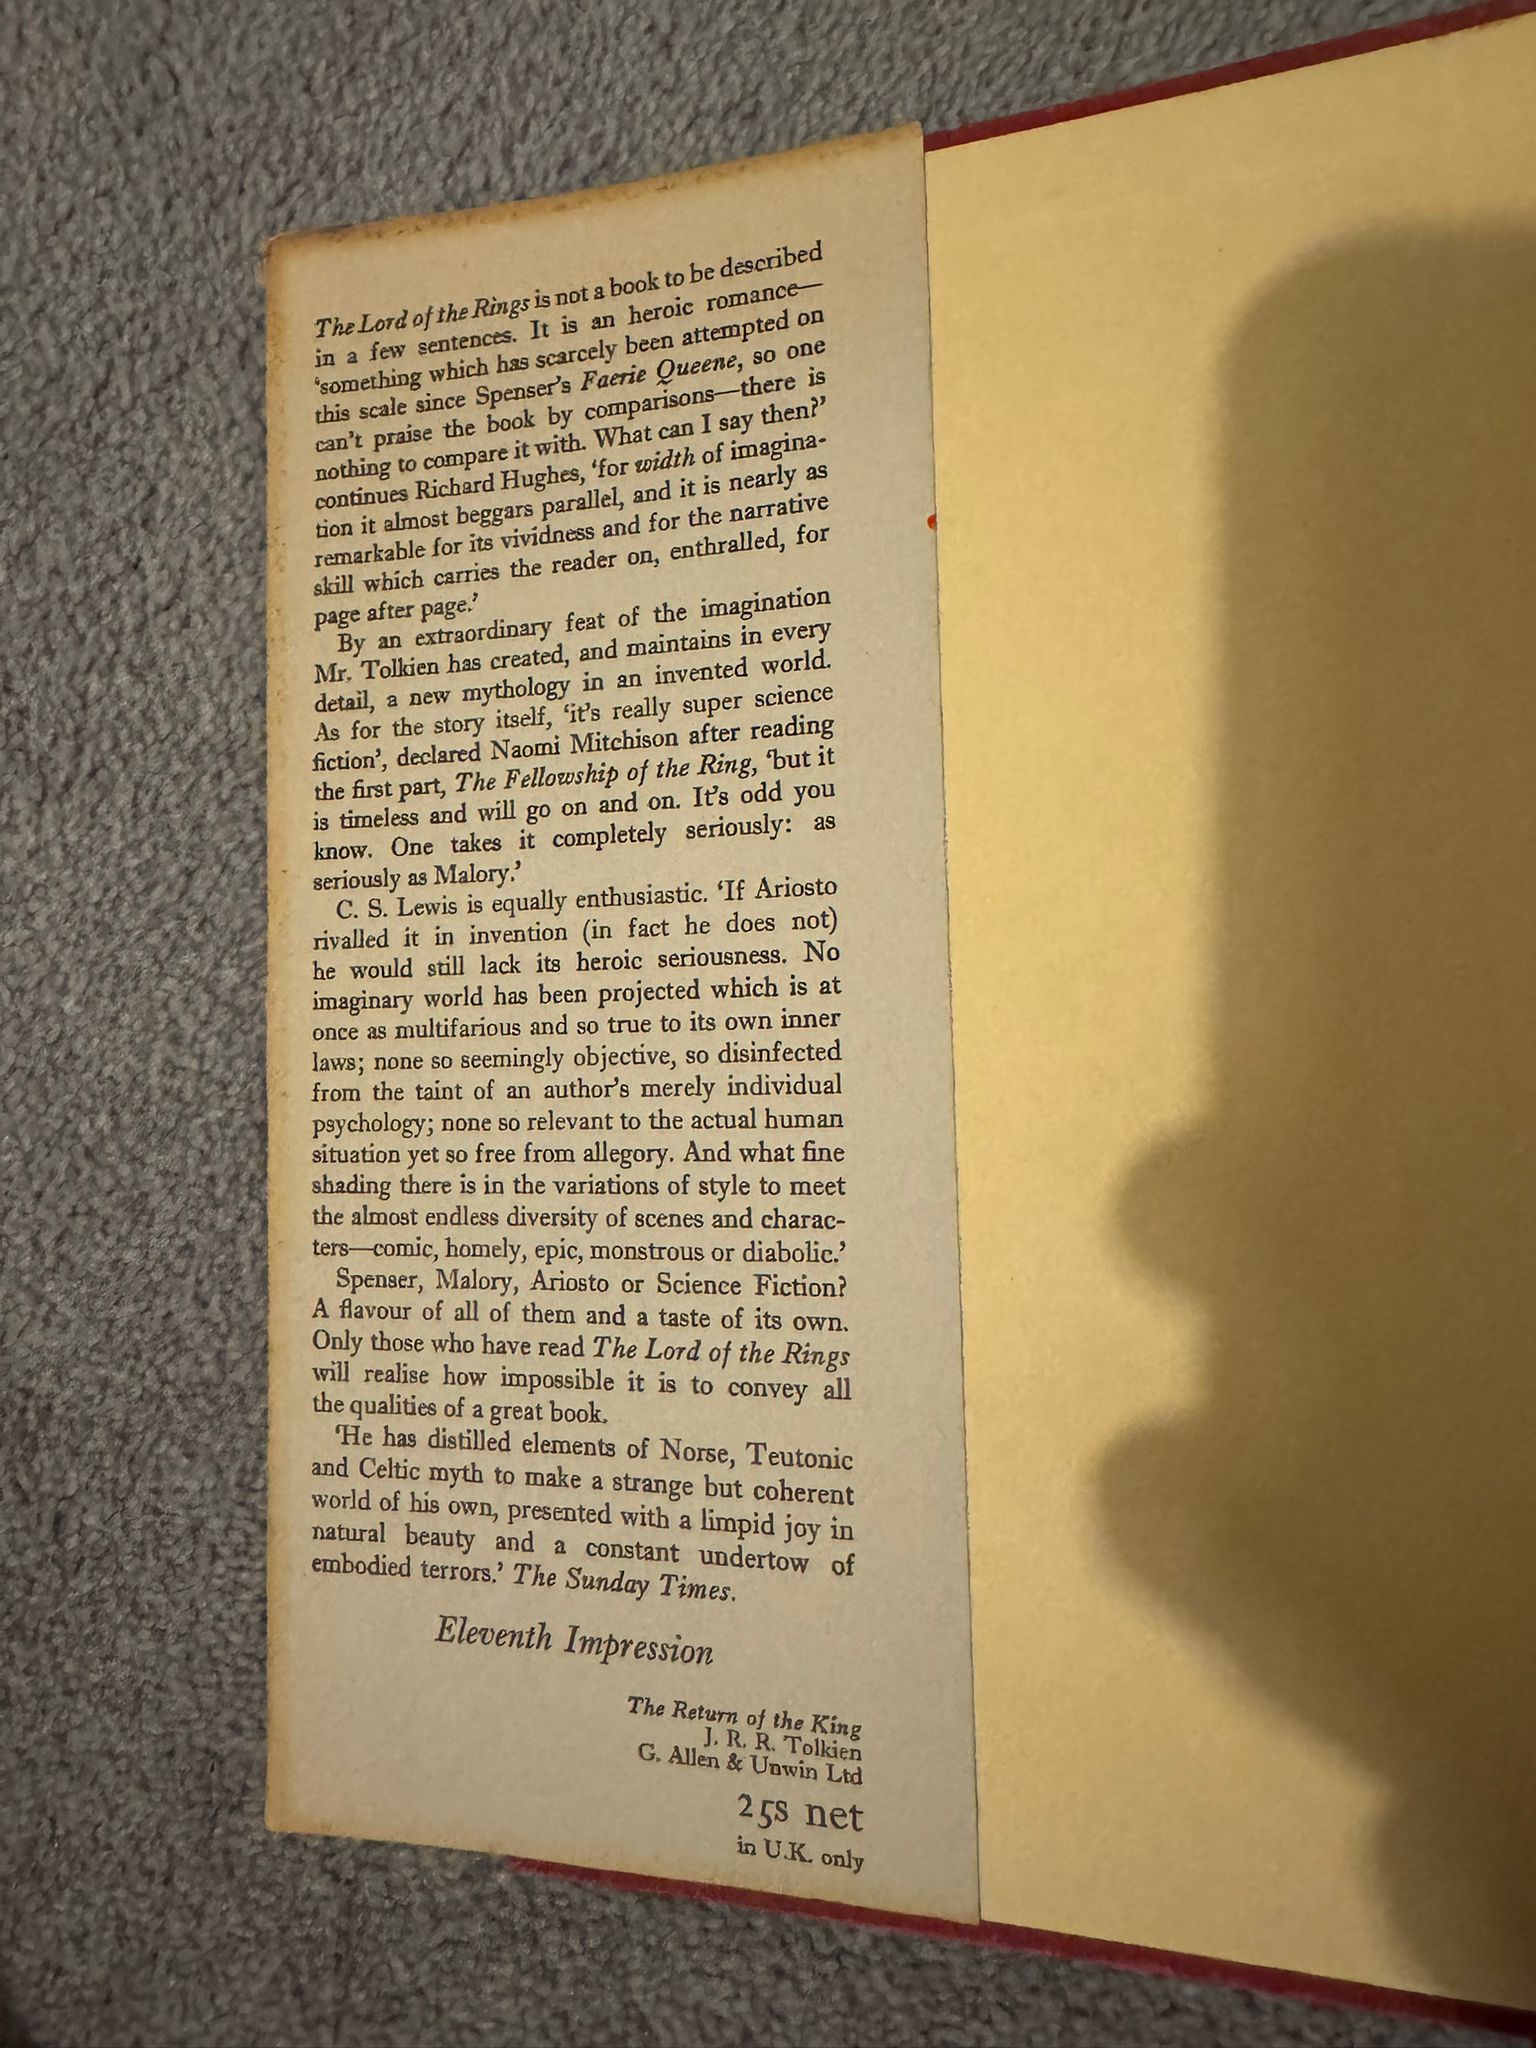 The Lord of the Rings is not a book to be described
in a few sentences. It is an heroic romance—
‘something which has scarcely been attempted on
this scale since Spenser’s Faerie Queene, so one
can’t praise the book by comparisons—there is
nothing to compare it with. What can I say then?’
continues Richard Hughes, ‘for width of imagina-
tion it almost beggars parallel, and it is nearly as
remarkable for its vividness and for the narrative
skill which carries the reader on, enthralled, for
page after page.’
By an extraordinary feat of the imagination
Mr. Tolkien has created, and maintains in every
detail, a new mythology in an invented world.
As for the story itself, ‘it’s really super science
fiction’, declared Naomi Mitchison after reading
the first part, The Fellowship of the Ring, ‘but it
is timeless and will go on and on. It’s odd you
know. One takes it completely seriously: as
seriously as Malory.’
C. S. Lewis is equally enthusiastic. ‘If Ariosto
rivalled it in invention (in fact he does not)
he would still lack its heroic seriousness. No
imaginary world has been projected which is at
once as multifarious and so true to its own inner
laws; none so seemingly objective, so disinfected
from the taint of an author’s merely individual
psychology; none so relevant to the actual human
situation yet so free from allegory. And what fine
shading there is in the variations of style to meet
the almost endless diversity of scenes and charac-
ters—comic, homely, epic, monstrous or diabolic.’
Spenser, Malory, Ariosto or Science Fiction?
A flavour of all of them and a taste of its own.
Only those who have read The Lord of the Rings
will realise how impossible it is to convey all
the qualities of a great book.
‘He has distilled elements of Norse, Teutonic
and Celtic myth to make a strange but coherent
world of his own, presented with a limpid joy in
natural beauty and a constant undertow of
embodied terrors.’ The Sunday Times.
Eleventh Impression
The Return of the King
J. R. R. Tolkien
G. Allen & Unwin Ltd
25s net
in U.K. only